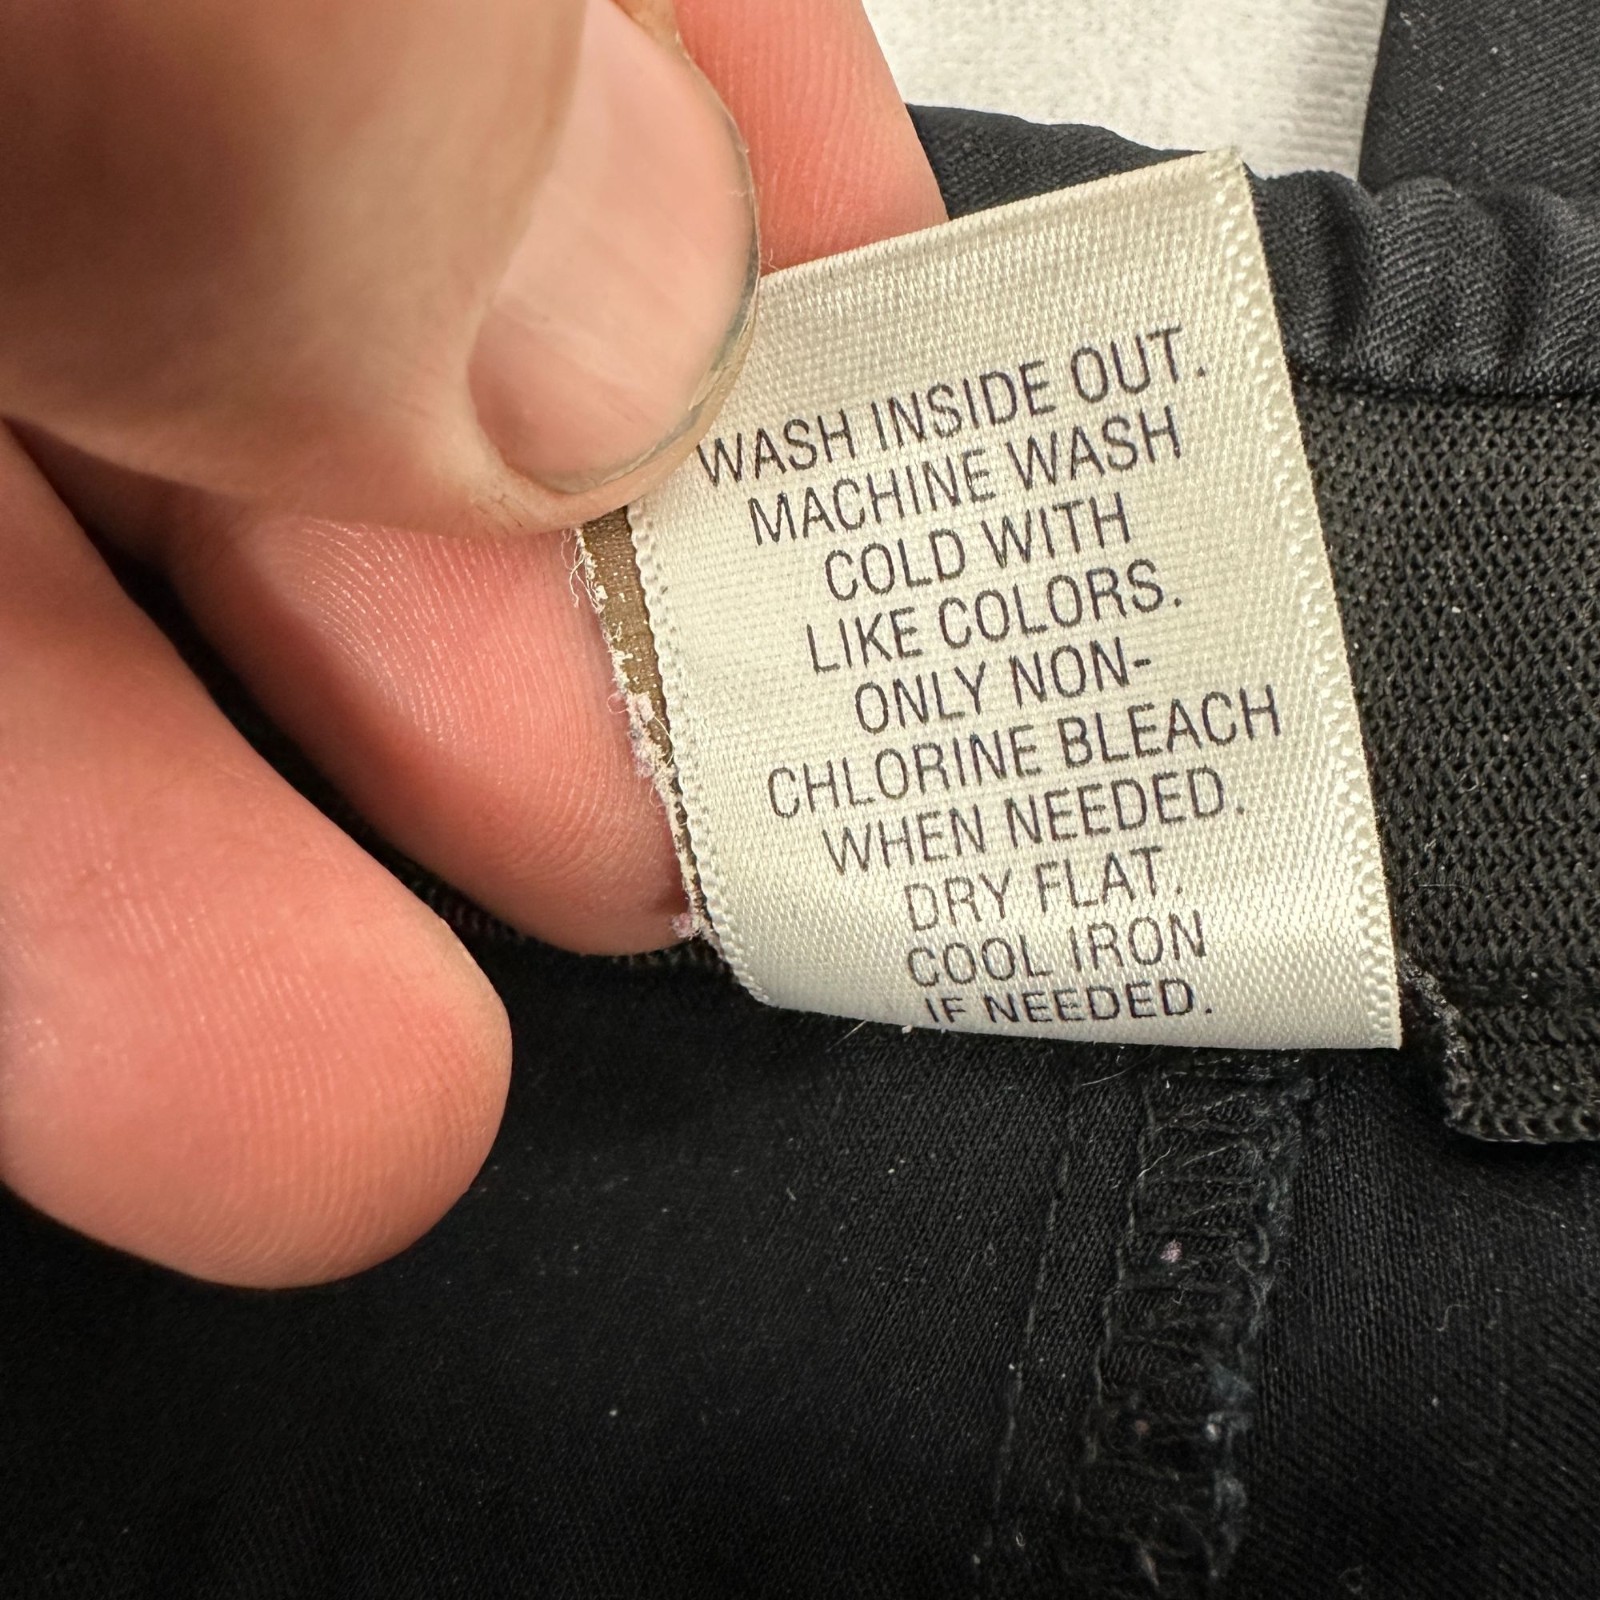 WASH INSIDE OUT.
MACHINE WASH
COLD WITH
LIKE COLORS.
ONLY NON-
CHLORINE BLEACH
WHEN NEEDED.
DRY FLAT.
COOL IRON
IF NEEDED.